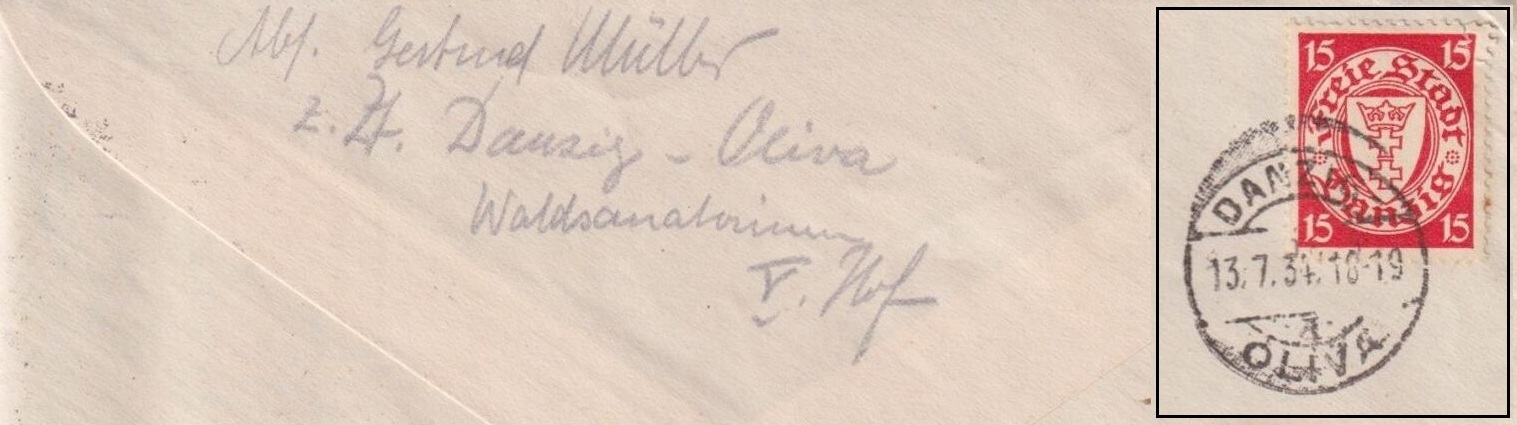 Abs. Gertrud Müller
z. Zt. Danzig - Oliva
Waldsanatorium
V. Hof
15 15
Freie Stadt
Danzig
15 15
DANZIG
13.7.34. 18-19
a
OLIVA